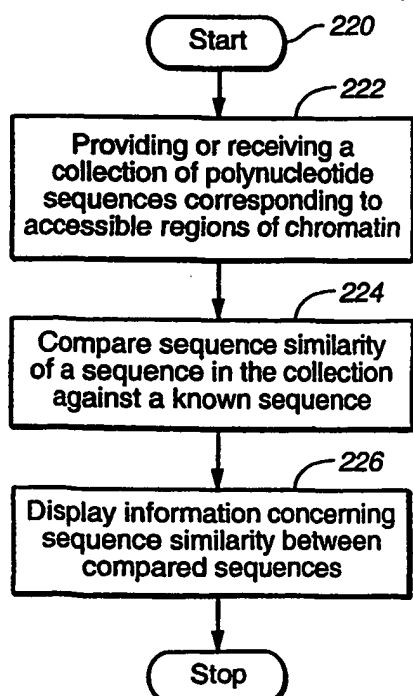 Start
220
222
Providing or receiving a
collection of polynucleotide
sequences corresponding to
accessible regions of chromatin
224
Compare sequence similarity
of a sequence in the collection
against a known sequence
226
Display information concerning
sequence similarity between
compared sequences
Stop